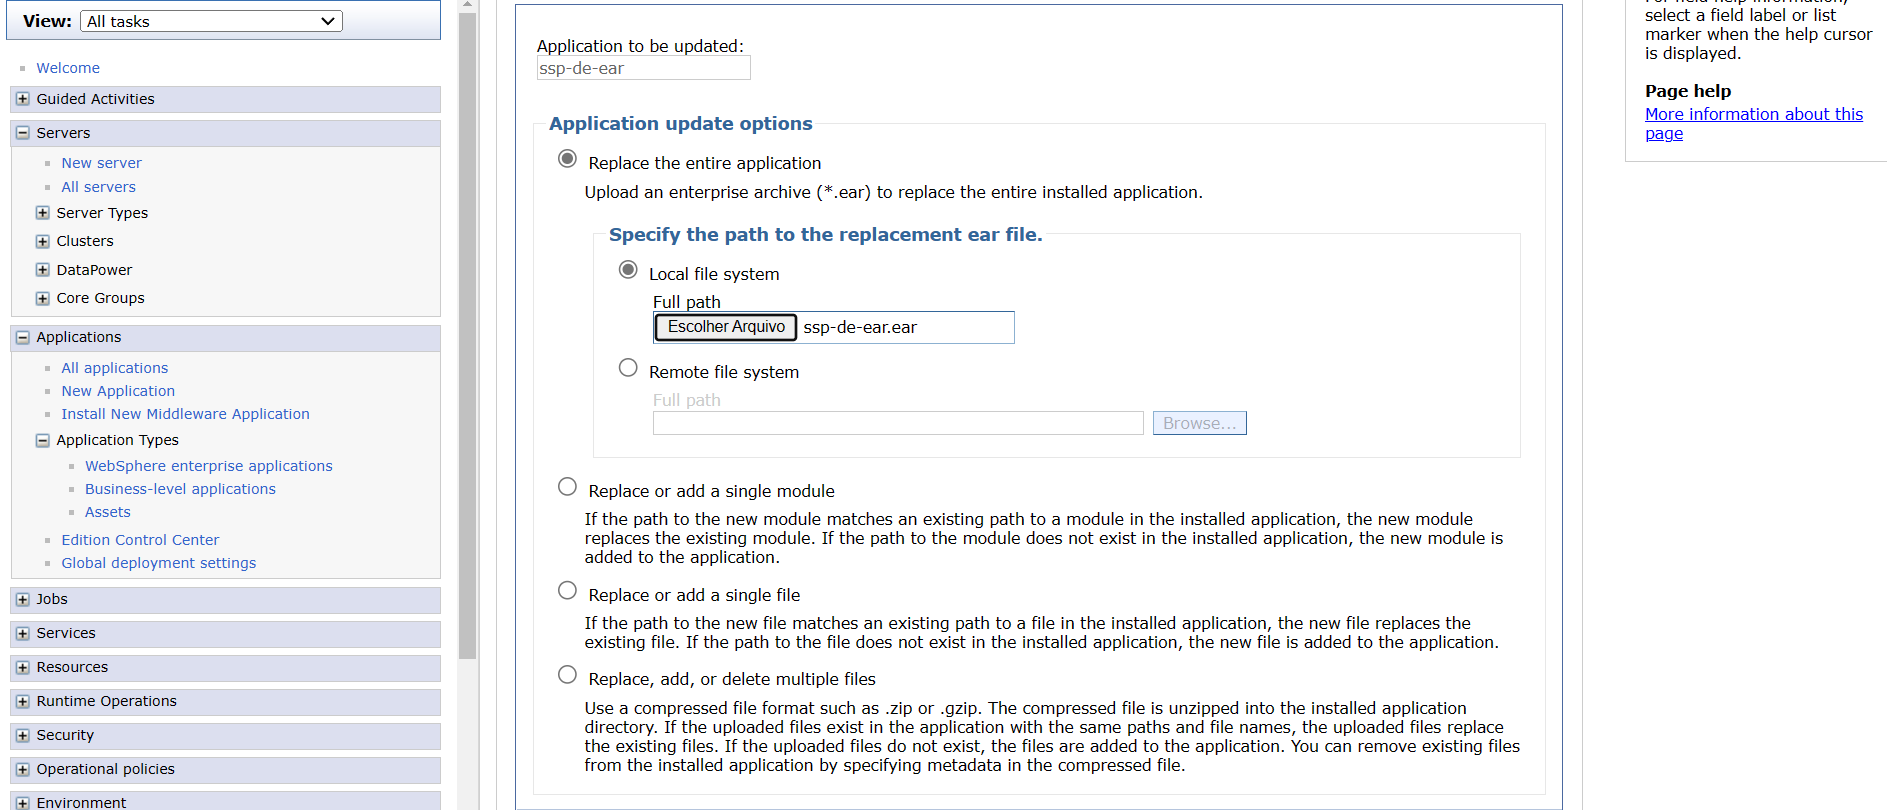 View: All tasks
Welcome
Guided Activities
Servers
New server
All servers
Server Types
Clusters
DataPower
Core Groups
Applications
All applications
New Application
Install New Middleware Application
Application Types
WebSphere enterprise applications
Business-level applications
Assets
Edition Control Center
Global deployment settings
Jobs
Services
Resources
Runtime Operations
Security
Operational policies
Environment
Application to be updated:
ssp-de-ear
Application update options
Replace the entire application
Upload an enterprise archive (*.ear) to replace the entire installed application.
Specify the path to the replacement ear file.
Local file system
Full path
Escolher Arquivo ssp-de-ear.ear
Remote file system
Full path
Browse...
Replace or add a single module
If the path to the new module matches an existing path to a module in the installed application, the new module
replaces the existing module. If the path to the module does not exist in the installed application, the new module is
added to the application.
Replace or add a single file
If the path to the new file matches an existing path to a file in the installed application, the new file replaces the
existing file. If the path to the file does not exist in the installed application, the new file is added to the application.
Replace, add, or delete multiple files
Use a compressed file format such as .zip or .gzip. The compressed file is unzipped into the installed application
directory. If the uploaded files exist in the application with the same paths and file names, the uploaded files replace
the existing files. If the uploaded files do not exist, the files are added to the application. You can remove existing files
from the installed application by specifying metadata in the compressed file.
For field help information,
select a field label or list
marker when the help cursor
is displayed.
Page help
More information about this
page